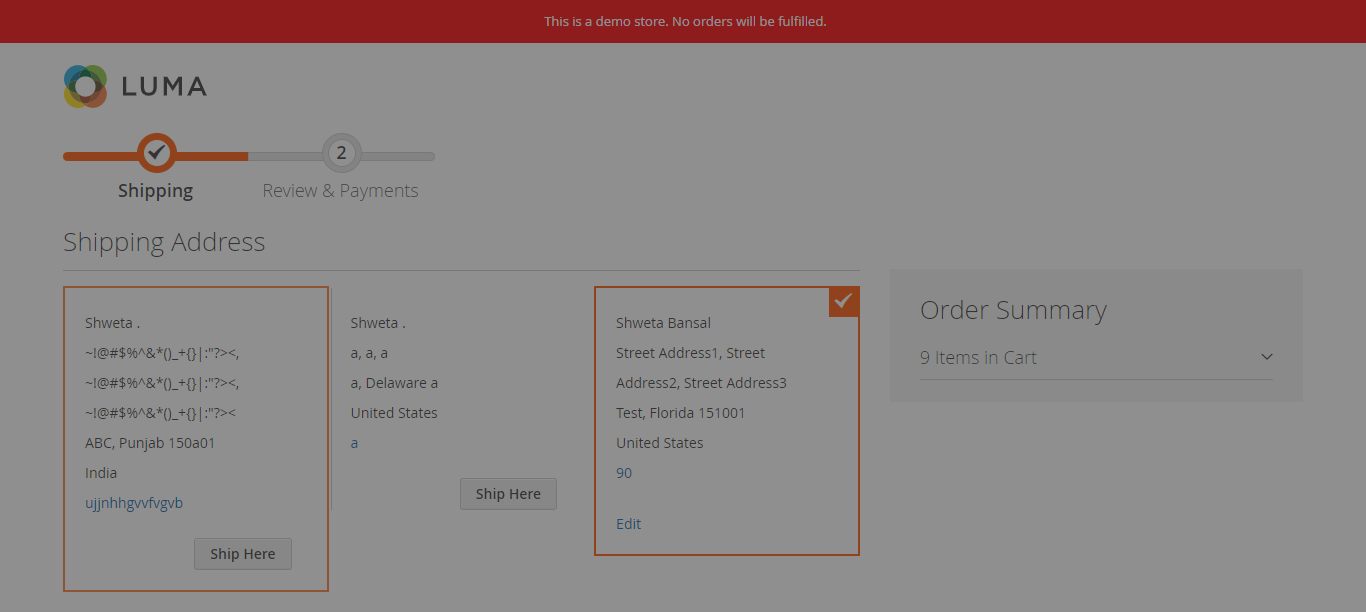 This is a demo store. No orders will be fulfilled.
LUMA
2
Shipping
Review & Payments
Shipping Address
Shweta .
~!@#$%^&*()_+{}|:"?><,
~!@#$%^&*()_+{}|:"?><,
~!@#$%^&*()_+{}|:"?><
ABC, Punjab 150a01
India
ujjnhhgvvfvgvb
Ship Here
Shweta .
a, a, a
a, Delaware a
United States
a
Ship Here
Shweta Bansal
Street Address1, Street
Address2, Street Address3
Test, Florida 151001
United States
90
Edit
Order Summary
9 Items in Cart